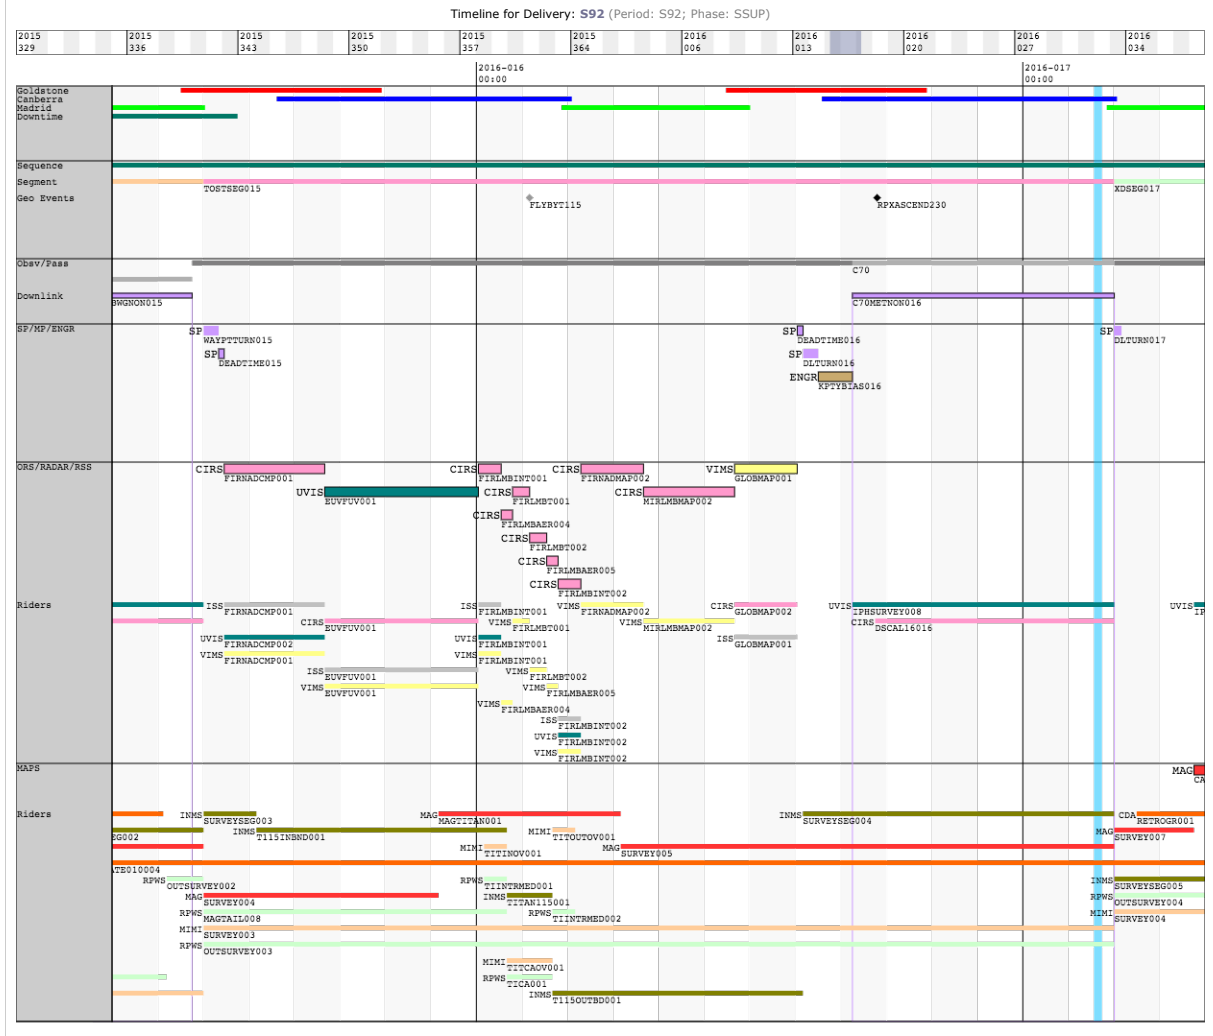 Timeline for Delivery: S92 (Period: S92; Phase: SSUP)
2015 2015 2015 2015 2015 2015 2016 2016 2016 2016 2016
329 336 343 350 357 364 006 013 020 027 034
2016-016 2016-017
00:00 00:00
Goldstone
Canberra
Madrid
Downtime
Sequence
Segment
TOSTSEG015 XDSEG017
Geo Events
FLYBYT115 RPXASCEND230
Obsv/Pass
C70
Downlink
BWGNON015 C70METNON016
SP/MP/ENGR SP SP SP
WAYPTTURN015 DEADTIME016 DLTURN017
SP SP
DEADTIME015 DLTURN016
ENGR
KPTYBIAS016
ORS/RADAR/RSS CIRS CIRS CIRS VIMS
FIRNADCMP001 FIRLMBINT001 FIRNADMAP002 GLOBMAP001
UVIS CIRS CIRS
EUVFUV001 FIRLMBT001 MIRLMBMAP002
CIRS
FIRLMBAER004
CIRS
FIRLMBT002
CIRS
FIRLMBAER005
CIRS
FIRLMBINT002
Riders ISS ISS VIMS CIRS UVIS UVIS
FIRNADCMP001 FIRLMBINT001 FIRNADMAP002 GLOBMAP002 IPHSURVEY008 IP
CIRS VIMS VIMS CIRS
EUVFUV001 FIRLMBT001 MIRLMBMAP002 DSCAL16016
UVIS UVIS ISS
FIRNADCMP002 FIRLMBINT001 GLOBMAP001
VIMS VIMS
FIRNADCMP001 FIRLMBINT001
ISS VIMS
EUVFUV001 FIRLMBT002
VIMS VIMS
EUVFUV001 FIRLMBAER005
VIMS
FIRLMBAER004
ISS
FIRLMBINT002
UVIS
FIRLMBINT002
VIMS
FIRLMBINT002
MAPS MAG
CA
Riders INMS MAG INMS CDA
SURVEYSEG003 MAGTITAN001 SURVEYSEG004 RETROGR001
INMS MIMI MAG
EG002 T115INBND001 TITOUTOV001 SURVEY007
MIMI MAG
TITINOV001 SURVEY005
ATE010004
RPWS RPWS INMS
OUTSURVEY002 TIINTRMED001 SURVEYSEG005
MAG INMS RPWS
SURVEY004 TITAN115001 OUTSURVEY004
RPWS RPWS MIMI
MAGTAIL008 TIINTRMED002 SURVEY004
MIMI
SURVEY003
RPWS
OUTSURVEY003
MIMI
TITCAOV001
RPWS
TICA001
INMS
T115OUTBD001